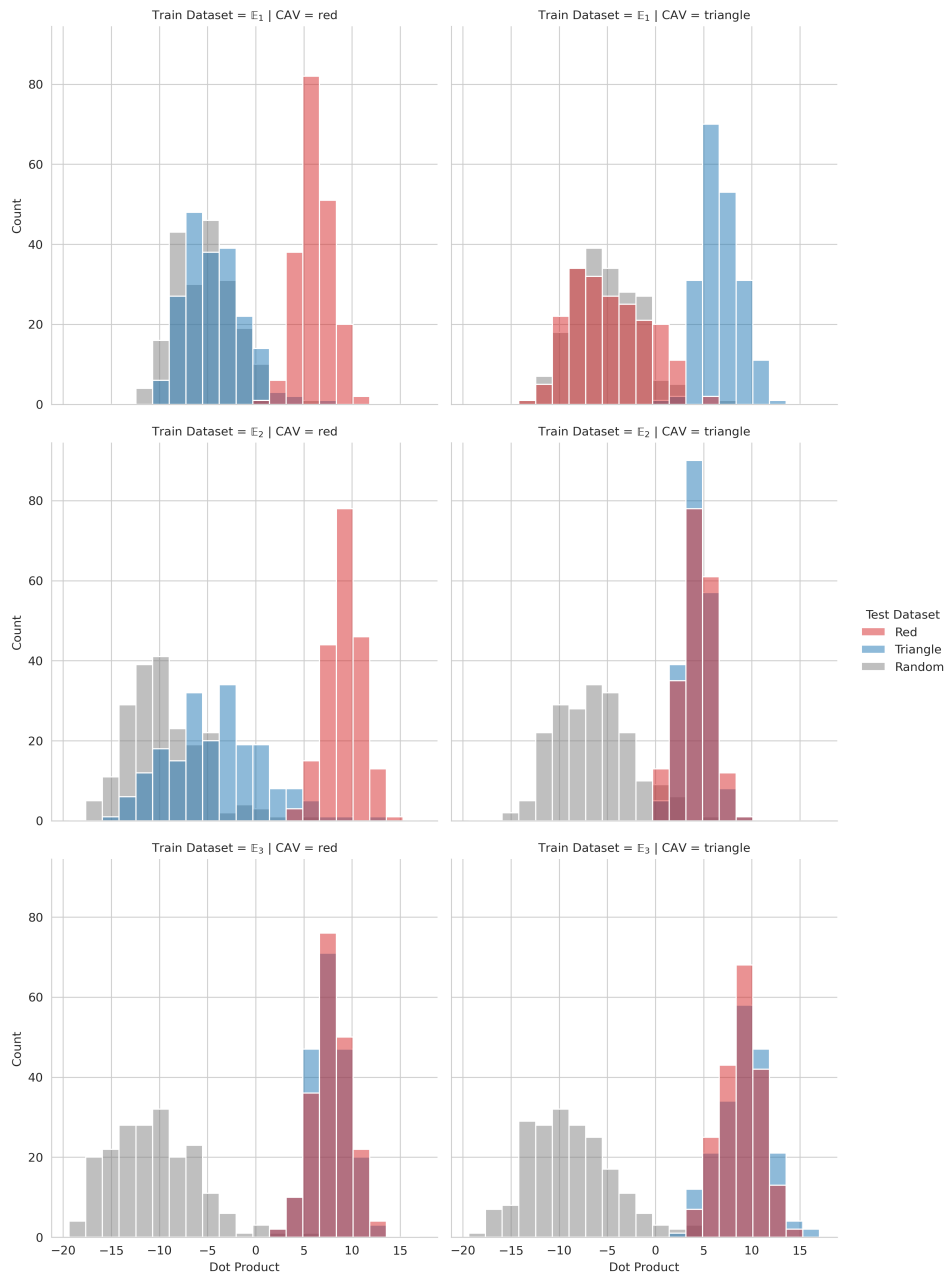 Train Dataset = 𝔼₁ | CAV = red
Train Dataset = 𝔼₁ | CAV = triangle
80
60
40
20
0
Count
Train Dataset = 𝔼₂ | CAV = red
Train Dataset = 𝔼₂ | CAV = triangle
80
60
40
20
0
Count
Test Dataset
Red
Triangle
Random
Train Dataset = 𝔼₃ | CAV = red
Train Dataset = 𝔼₃ | CAV = triangle
80
60
40
20
0
Count
−20 −15 −10 −5 0 5 10 15
Dot Product
−20 −15 −10 −5 0 5 10 15
Dot Product